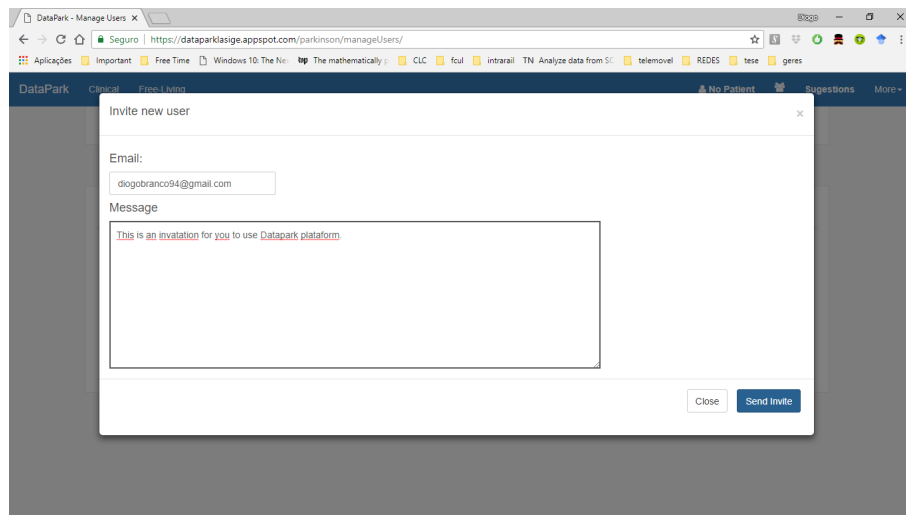 DataPark - Manage Users
Diogo
Seguro | https://dataparklasige.appspot.com/parkinson/manageUsers/
Aplicações Important Free Time Windows 10: The Ne The mathematically p CLC fcul intrarail TN Analyze data from SC telemovel REDES tese geres
DataPark Clinical Free-Living No Patient Sugestions More
Invite new user ×
Email:
diogobranco94@gmail.com
Message
This is an invatation for you to use Datapark plataform.
Close Send Invite